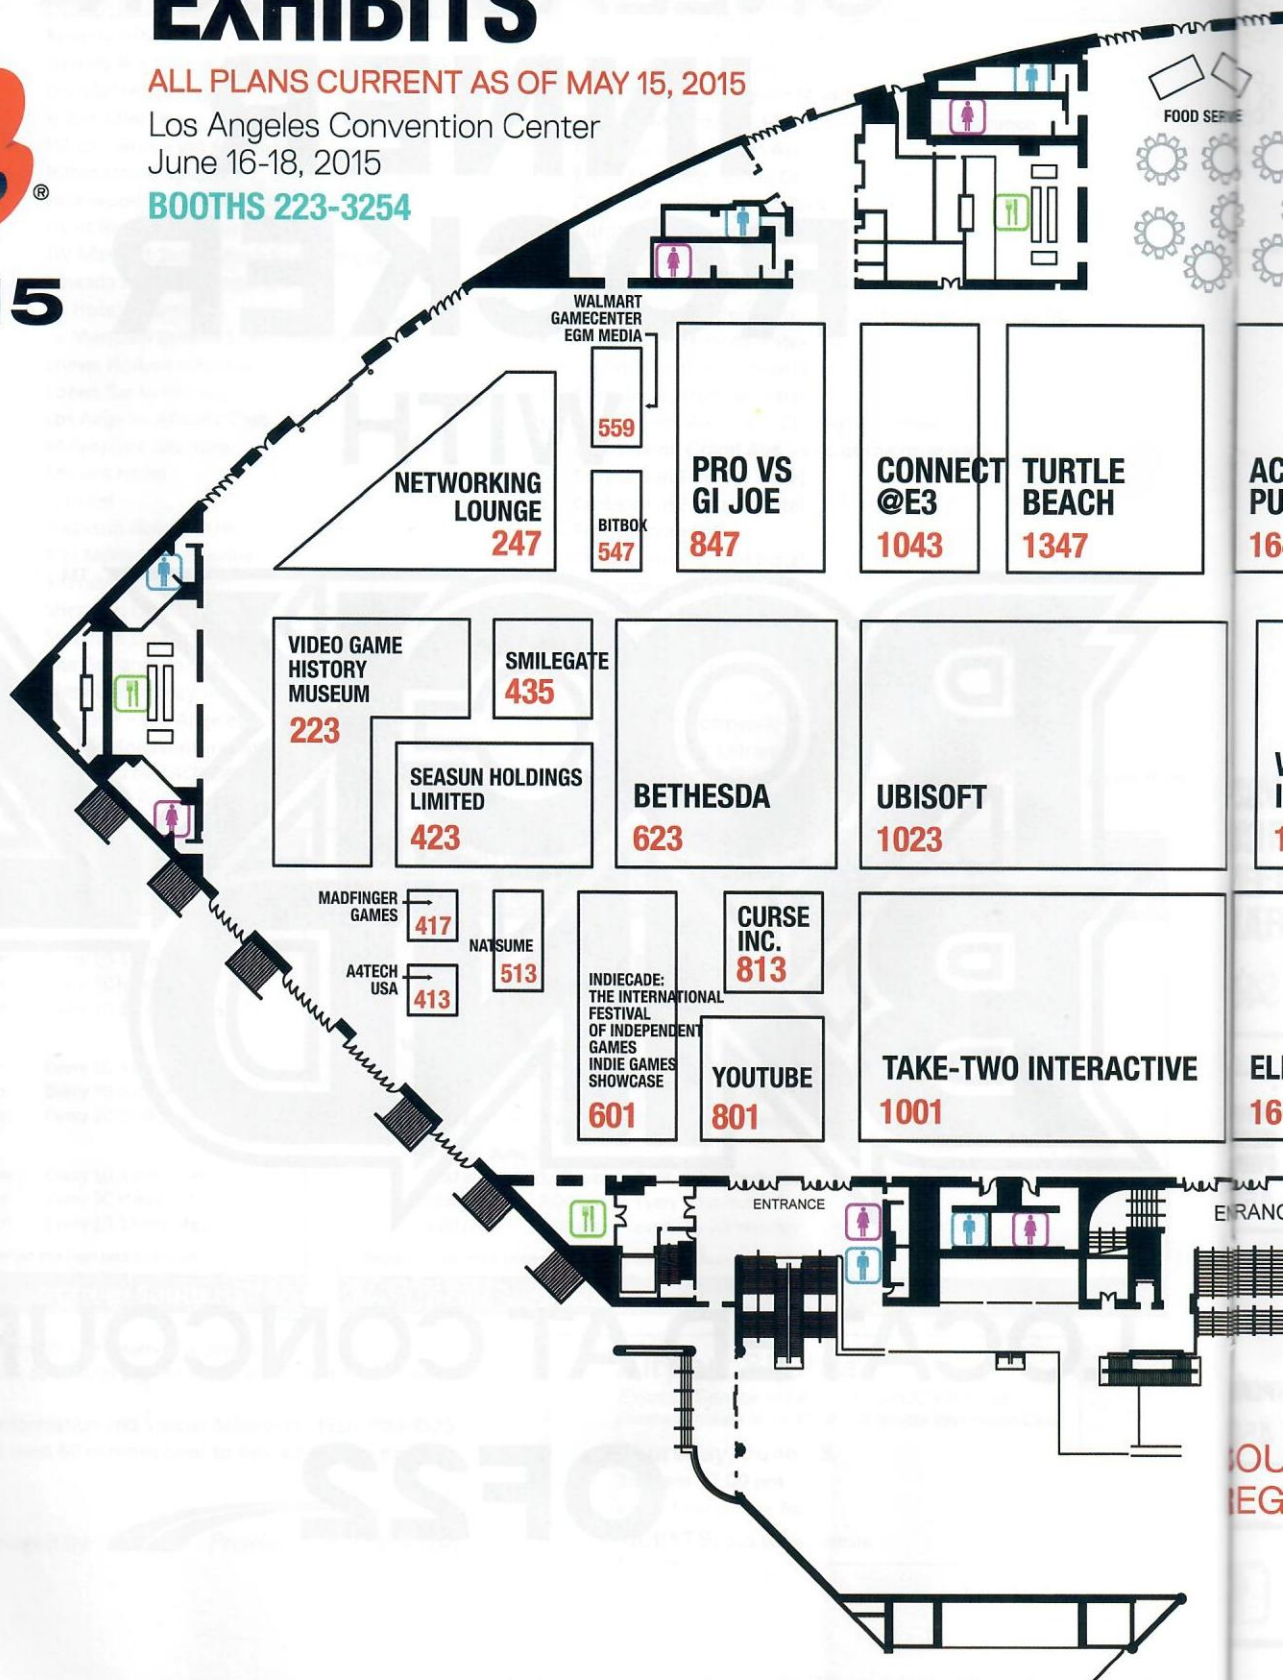 EXHIBITS
ALL PLANS CURRENT AS OF MAY 15, 2015
Los Angeles Convention Center
June 16-18, 2015
BOOTHS 223-3254
®
15
FOOD SERVE
WALMART
GAMECENTER
EGM MEDIA
559
NETWORKING
LOUNGE
247
BITBOX
547
PRO VS
GI JOE
847
CONNECT
@E3
1043
TURTLE
BEACH
1347
AC
PU
16
VIDEO GAME
HISTORY
MUSEUM
223
SMILEGATE
435
SEASUN HOLDINGS
LIMITED
423
BETHESDA
623
UBISOFT
1023
MADFINGER
GAMES
417
A4TECH
USA
413
NATSUME
513
INDIECADE:
THE INTERNATIONAL
FESTIVAL
OF INDEPENDENT
GAMES
INDIE GAMES
SHOWCASE
601
CURSE
INC.
813
YOUTUBE
801
TAKE-TWO INTERACTIVE
1001
16
ENTRANCE
OU
EG